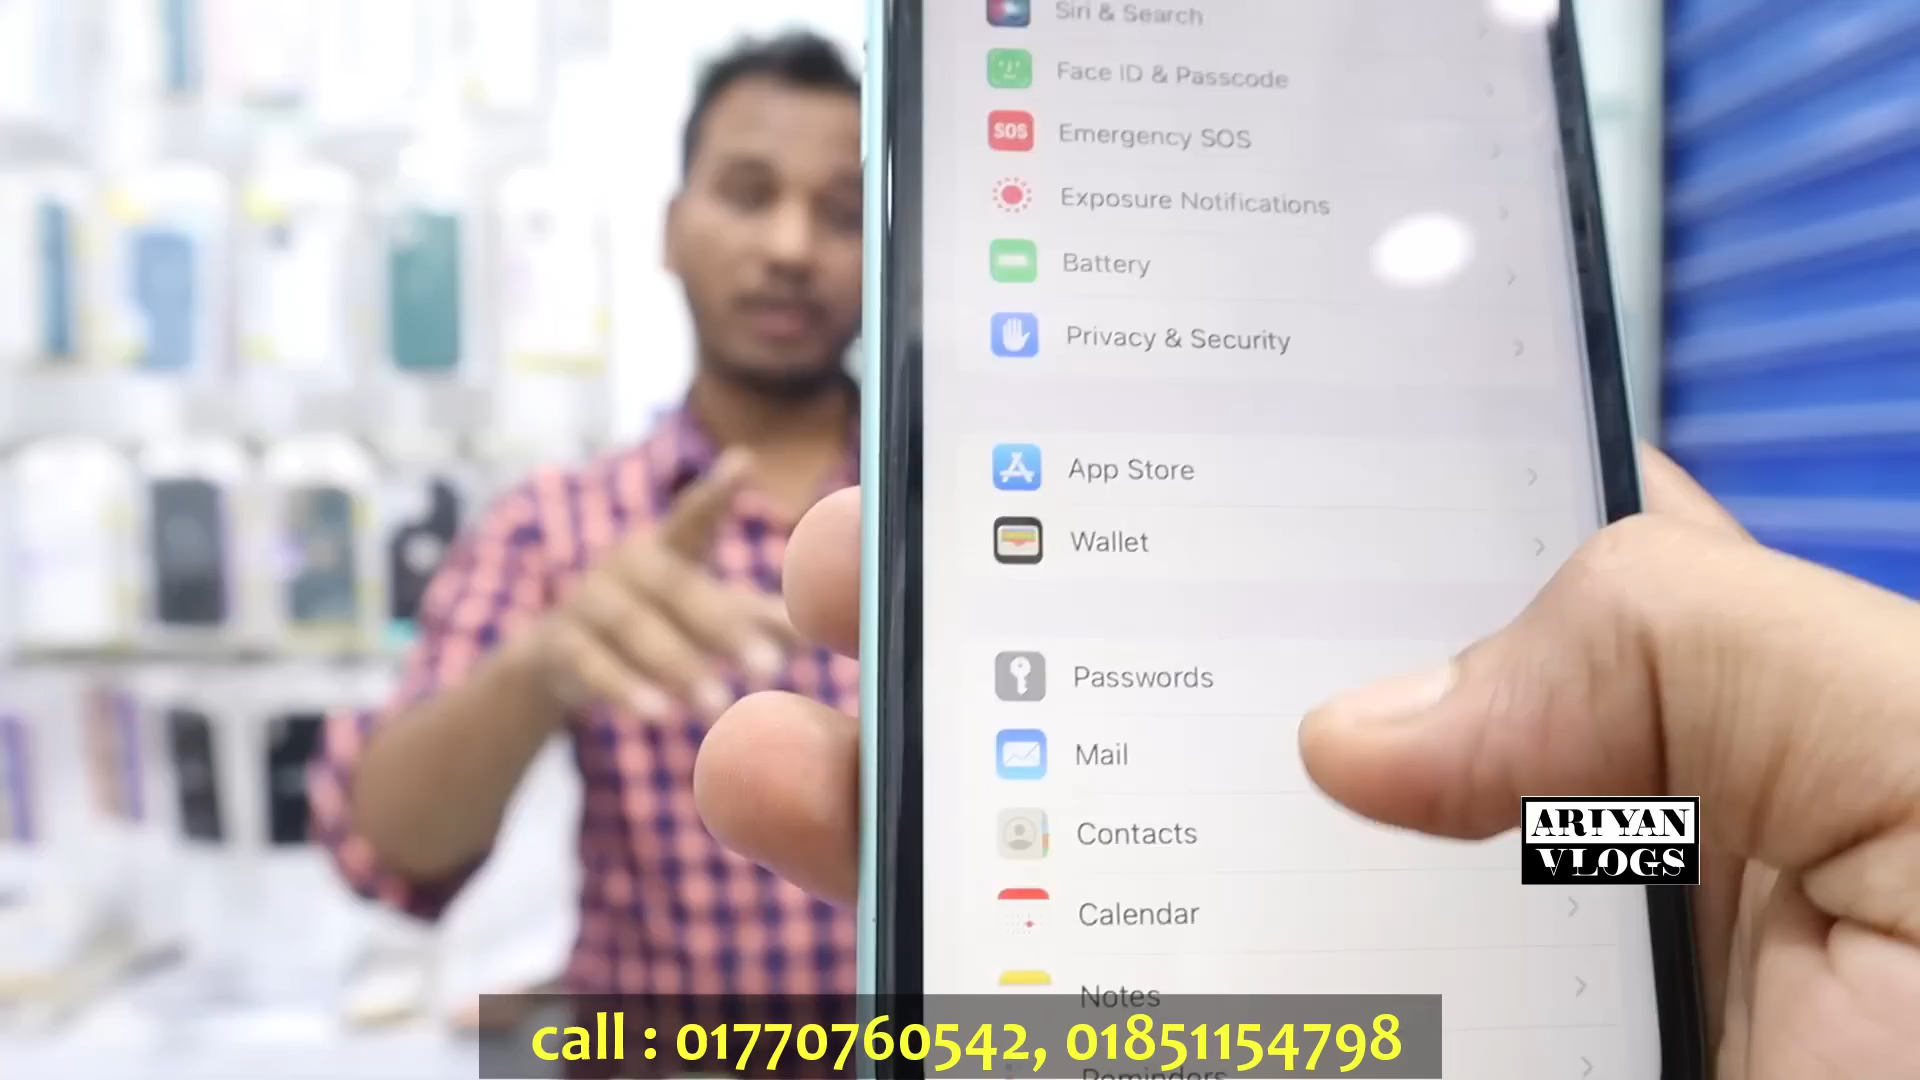 Siri & Search
Face ID & Passcode
SOS
Emergency SOS
Exposure Notifications
Battery
Privacy & Security
App Store
Wallet
Passwords
Mail
Contacts
Calendar
Notes
Reminders
ARIYAN
VLOGS
call : 01770760542, 01851154798